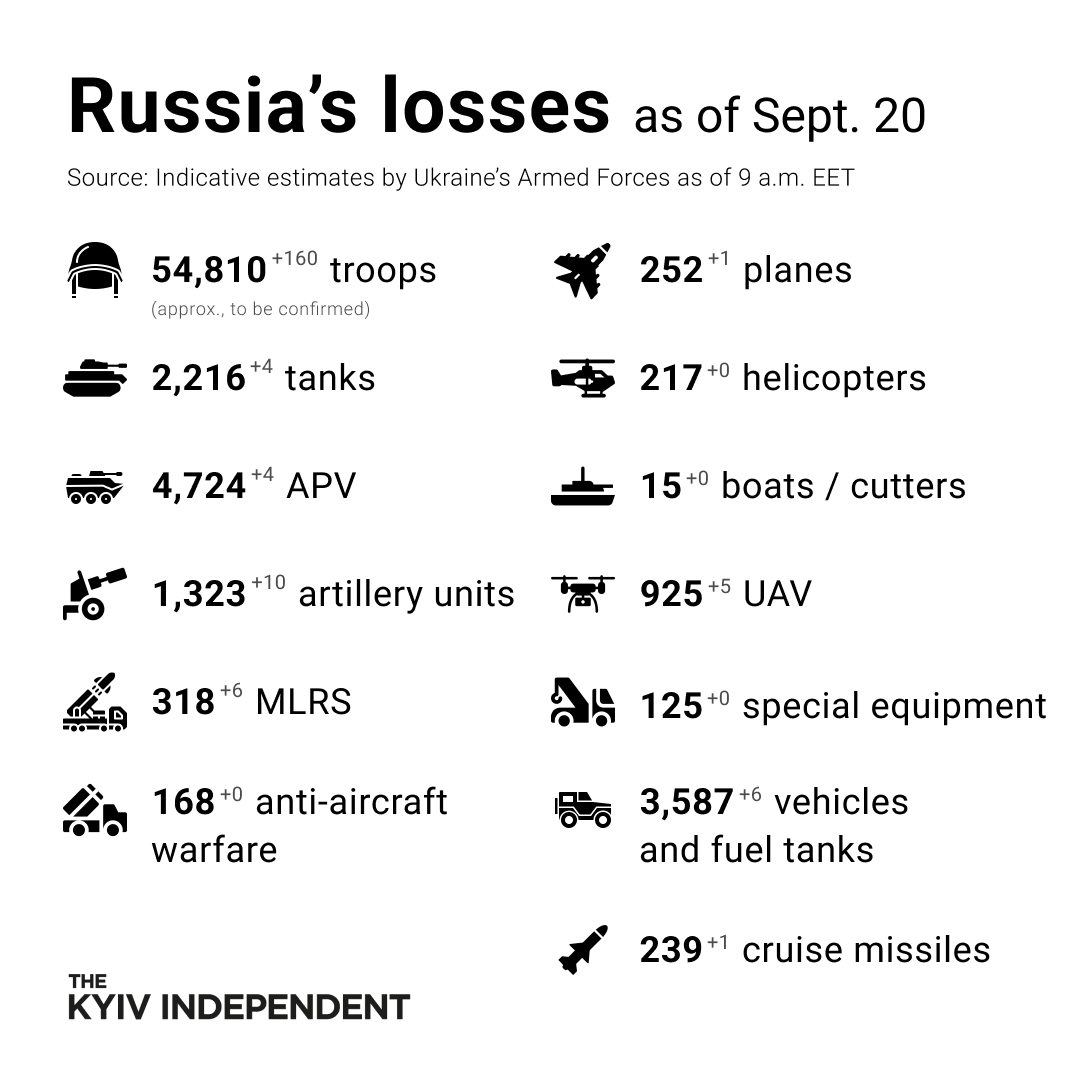 Russia's losses as of Sept. 20
Source: Indicative estimates by Ukraine's Armed Forces as of 9 a.m. EET
54,810 +160 troops
(approx., to be confirmed)
2,216 +4 tanks
4,724 +4 APV
1,323 +10 artillery units
318 +6 MLRS
168 +0 anti-aircraft
warfare
252 +1 planes
217 +0 helicopters
15 +0 boats / cutters
925 +5 UAV
125 +0 special equipment
3,587 +6 vehicles
and fuel tanks
239 +1 cruise missiles
THE
KYIV INDEPENDENT